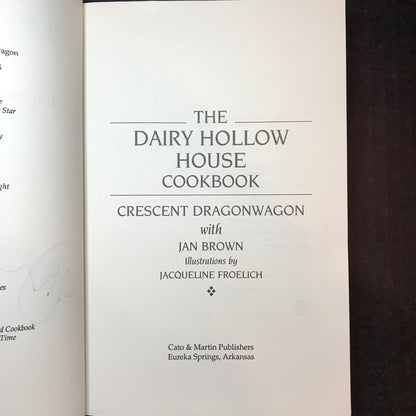 agon
Star
ght
es
d Cookbook
Time
THE
DAIRY HOLLOW
HOUSE
COOKBOOK
CRESCENT DRAGONWAGON
with
JAN BROWN
Illustrations by
JACQUELINE FROELICH
Cato & Martin Publishers
Eureka Springs, Arkansas